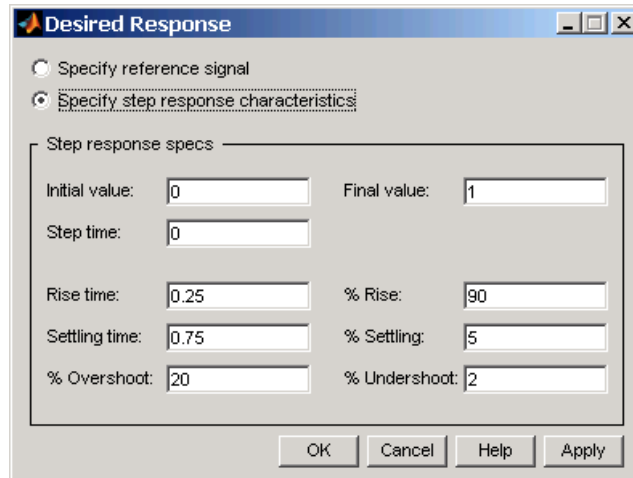 Desired Response
Specify reference signal
Specify step response characteristics
Step response specs
Initial value: 0 Final value: 1
Step time: 0
Rise time: 0.25 % Rise: 90
Settling time: 0.75 % Settling: 5
% Overshoot: 20 % Undershoot: 2
OK Cancel Help Apply